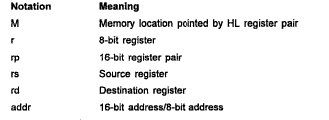 Notation Meaning
M Memory location pointed by HL register pair
r 8-bit register
rp 16-bit register pair
rs Source register
rd Destination register
addr 16-bit address/8-bit address